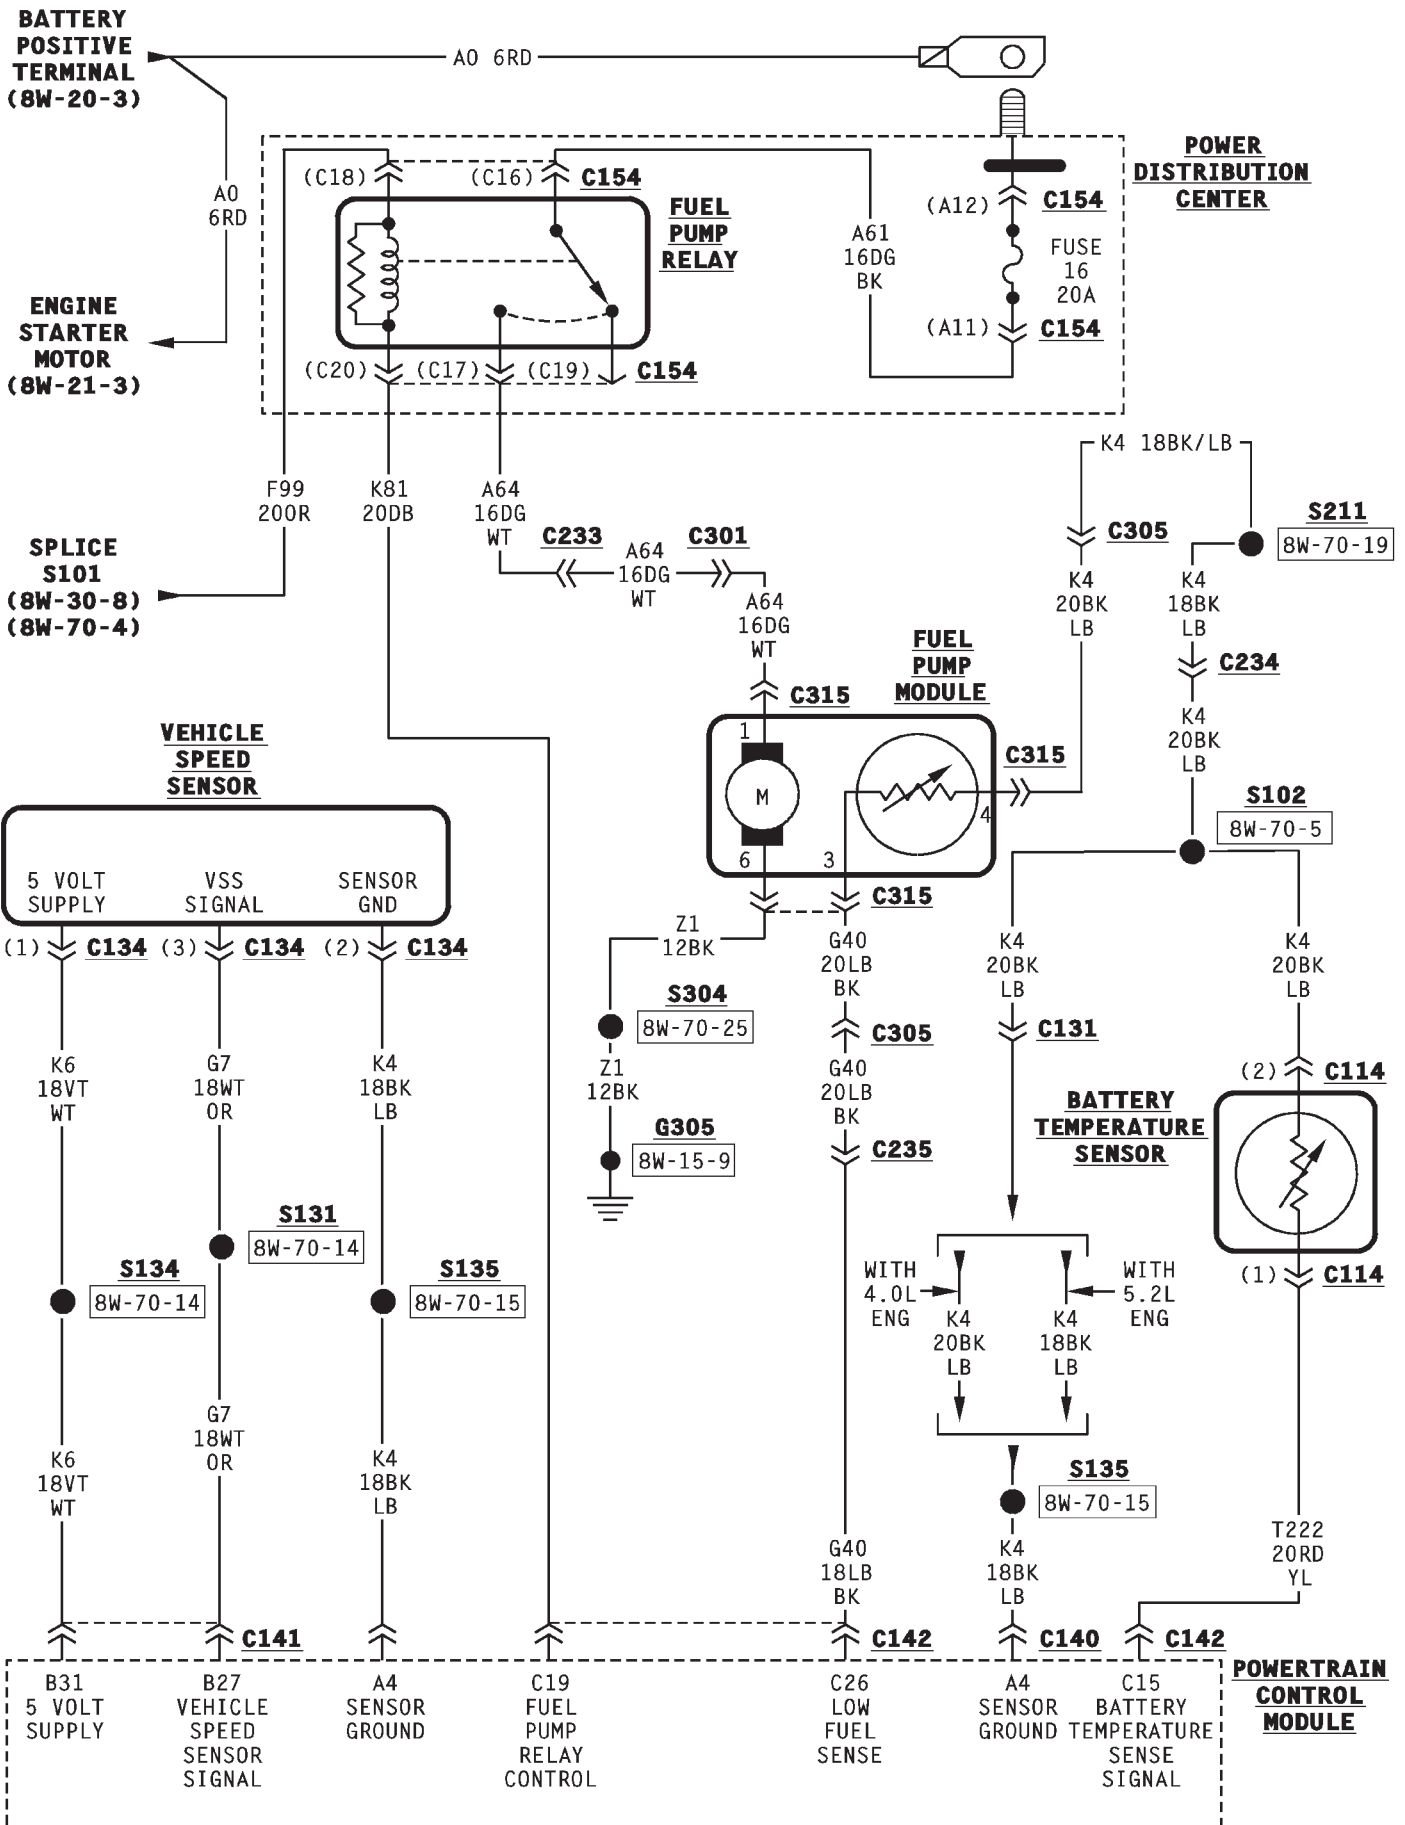 BATTERY
POSITIVE
TERMINAL
(8W-20-3)
A0 6RD
A0
6RD
ENGINE
STARTER
MOTOR
(8W-21-3)
POWER
DISTRIBUTION
CENTER
(C18)
(C16)
C154
FUEL
PUMP
RELAY
(A12)
C154
A61
16DG
BK
FUSE
16
20A
(A11)
C154
(C20)
(C17)
(C19)
C154
F99
20OR
K81
20DB
A64
16DG
WT
C233
A64
16DG
WT
C301
A64
16DG
WT
SPLICE
S101
(8W-30-8)
(8W-70-4)
K4 18BK/LB
C305
S211
8W-70-19
K4
20BK
LB
K4
18BK
LB
C234
K4
20BK
LB
FUEL
PUMP
MODULE
C315
1
M
6
3
4
C315
C315
S102
8W-70-5
VEHICLE
SPEED
SENSOR
5 VOLT
SUPPLY
VSS
SIGNAL
SENSOR
GND
(1)
C134
(3)
C134
(2)
C134
Z1
12BK
S304
8W-70-25
Z1
12BK
G305
8W-15-9
G40
20LB
BK
C305
G40
20LB
BK
C235
K4
20BK
LB
C131
K4
20BK
LB
(2)
C114
BATTERY
TEMPERATURE
SENSOR
(1)
C114
K6
18VT
WT
G7
18WT
OR
K4
18BK
LB
S131
8W-70-14
S134
8W-70-14
S135
8W-70-15
WITH
4.0L
ENG
K4
20BK
LB
K4
18BK
LB
WITH
5.2L
ENG
K6
18VT
WT
G7
18WT
OR
K4
18BK
LB
S135
8W-70-15
G40
18LB
BK
K4
18BK
LB
T222
20RD
YL
C141
C142
C140
C142
POWERTRAIN
CONTROL
MODULE
B31
5 VOLT
SUPPLY
B27
VEHICLE
SPEED
SENSOR
SIGNAL
A4
SENSOR
GROUND
C19
FUEL
PUMP
RELAY
CONTROL
C26
LOW
FUEL
SENSE
A4
SENSOR
GROUND
C15
BATTERY
TEMPERATURE
SENSE
SIGNAL